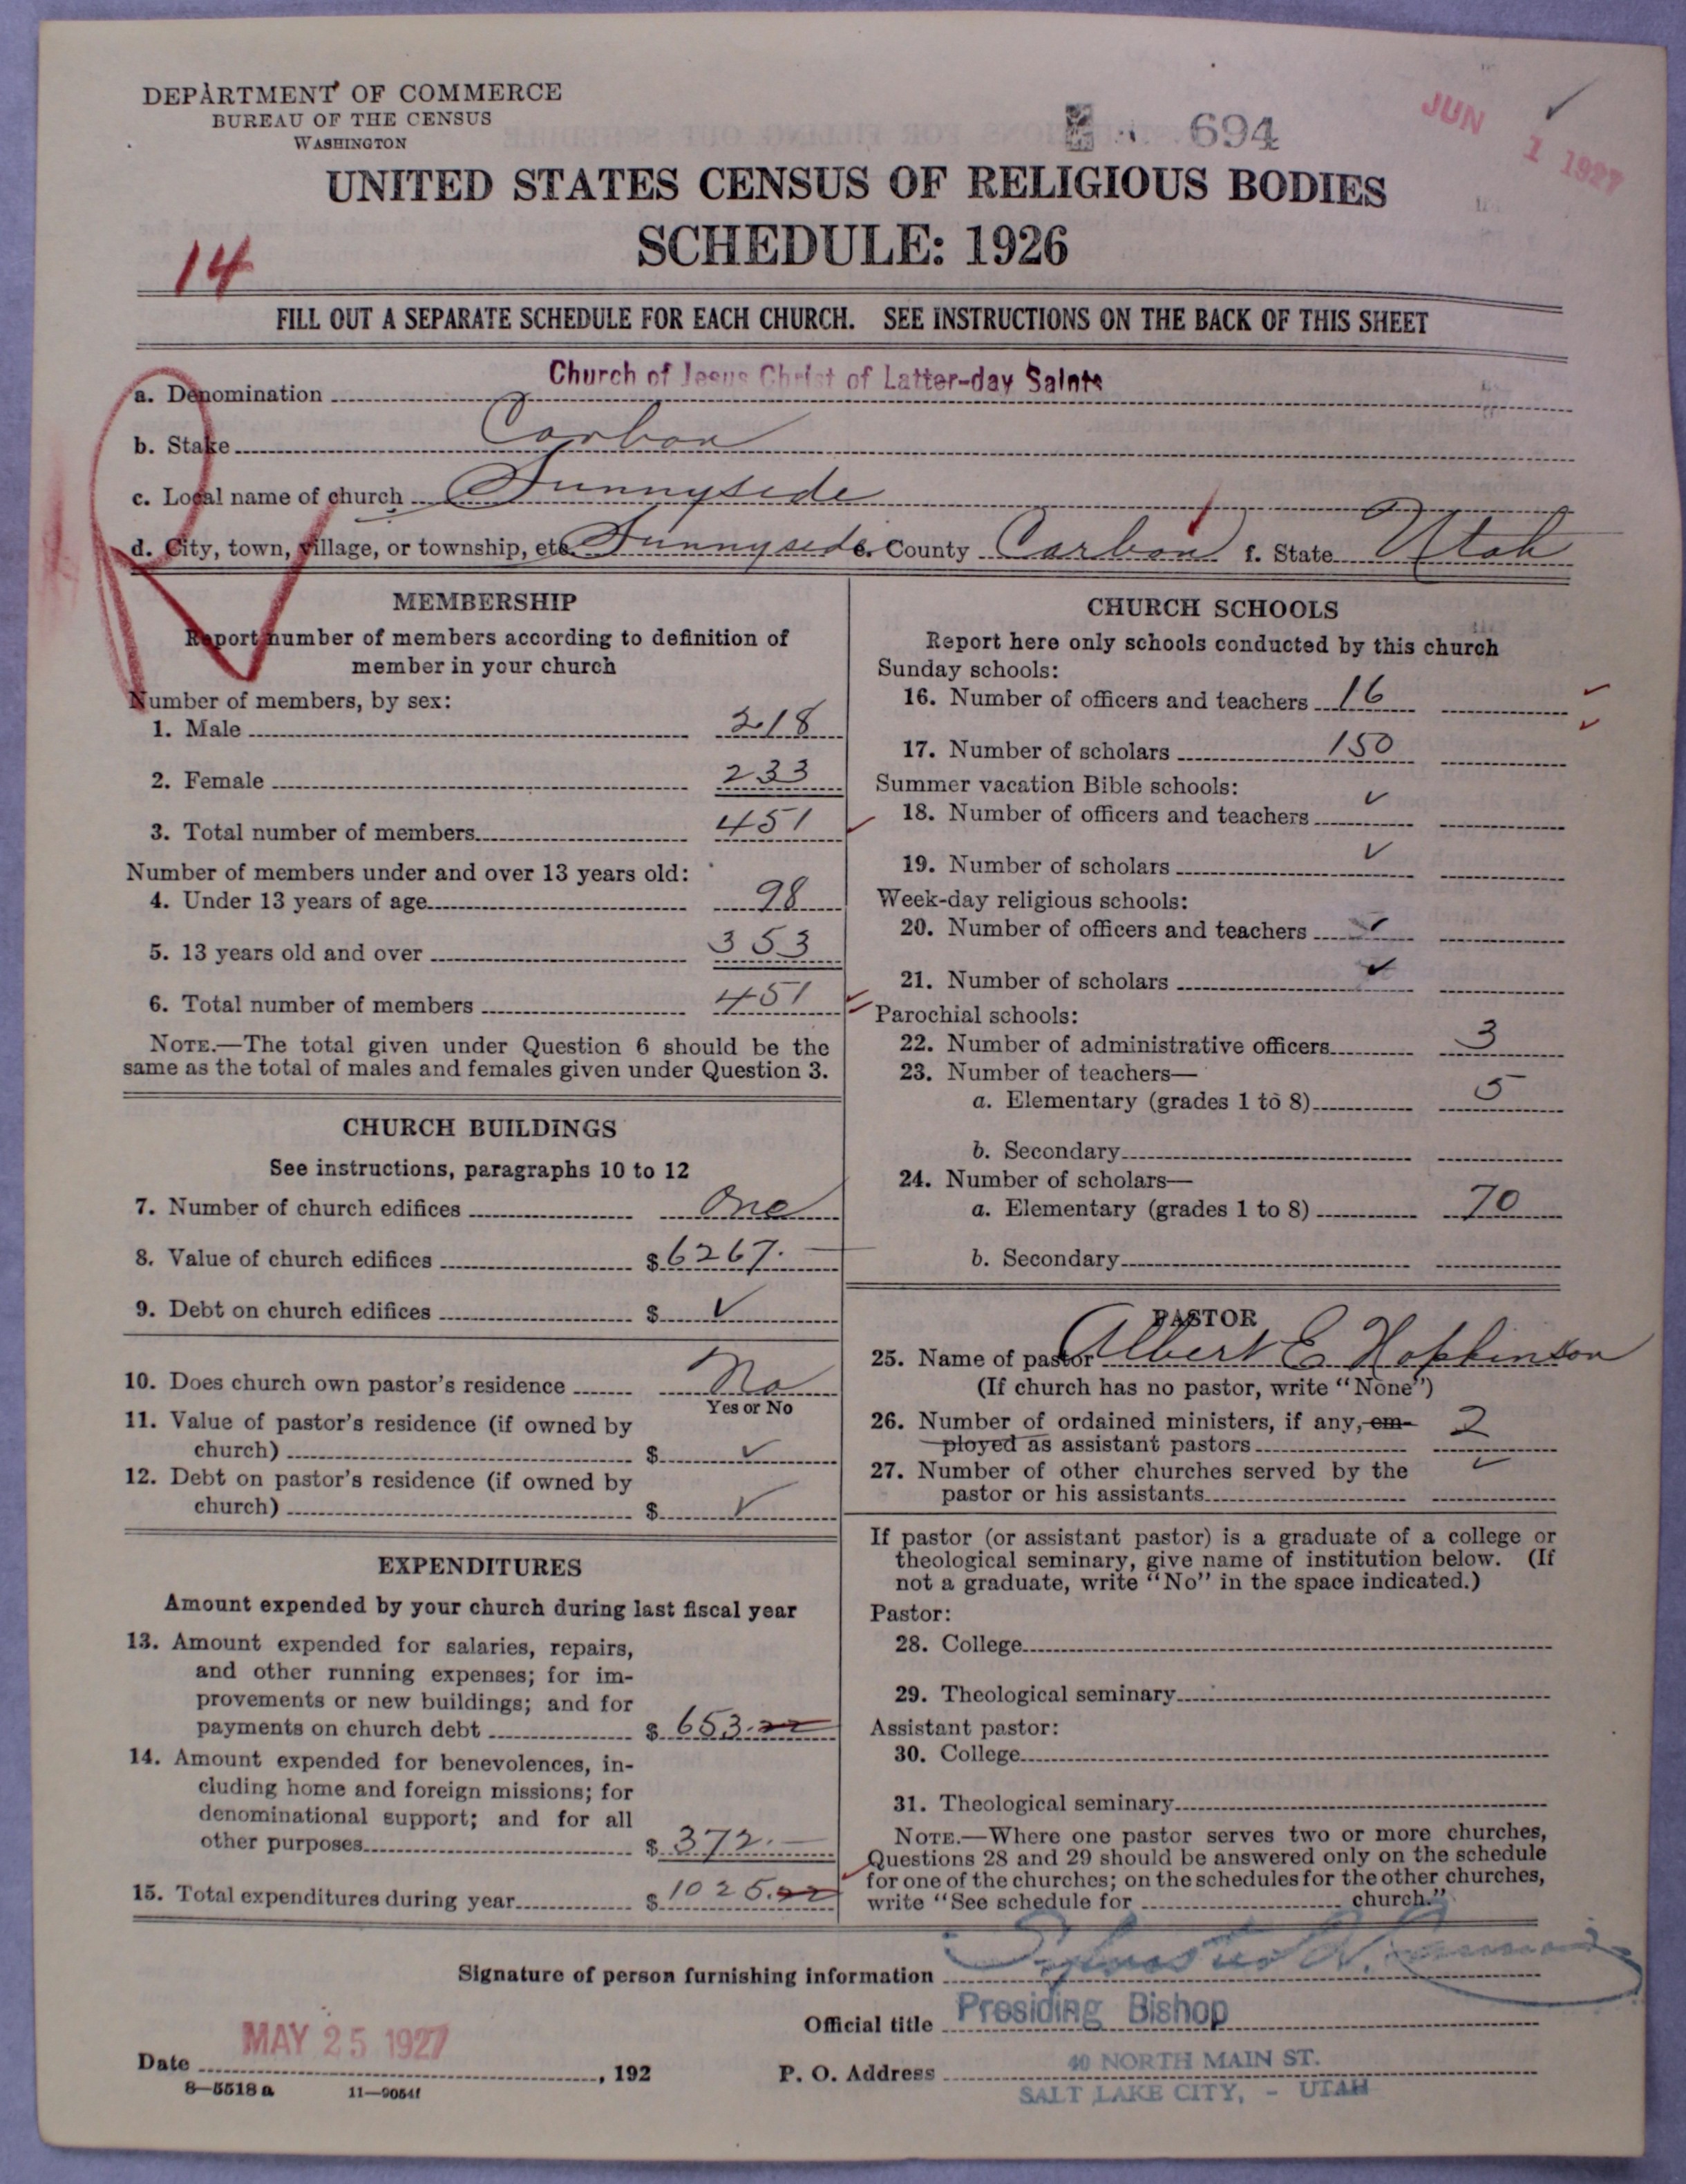 DEPARTMENT OF COMMERCE
BUREAU OF THE CENSUS
WASHINGTON
694
JUN 1 1927
UNITED STATES CENSUS OF RELIGIOUS BODIES
SCHEDULE: 1926
14
FILL OUT A SEPARATE SCHEDULE FOR EACH CHURCH. SEE INSTRUCTIONS ON THE BACK OF THIS SHEET
a. Denomination Church of Jesus Christ of Latter-day Saints
b. Stake Carbon
c. Local name of church Sunnyside
d. City, town, village, or township, etc. Sunnyside e. County Carbon f. State Utah
MEMBERSHIP
Report number of members according to definition of
member in your church
Number of members, by sex:
1. Male 218
2. Female 233
3. Total number of members 451
Number of members under and over 13 years old:
4. Under 13 years of age 98
5. 13 years old and over 353
6. Total number of members 451
NOTE.—The total given under Question 6 should be the
same as the total of males and females given under Question 3.
CHURCH BUILDINGS
See instructions, paragraphs 10 to 12
7. Number of church edifices One
8. Value of church edifices $6267.—
9. Debt on church edifices $ ✓
10. Does church own pastor's residence No
Yes or No
11. Value of pastor's residence (if owned by
church) $ ✓
12. Debt on pastor's residence (if owned by
church) $ ✓
EXPENDITURES
Amount expended by your church during last fiscal year
13. Amount expended for salaries, repairs,
and other running expenses; for im-
provements or new buildings; and for
payments on church debt $ 653.22
14. Amount expended for benevolences, in-
cluding home and foreign missions; for
denominational support; and for all
other purposes $ 372.—
15. Total expenditures during year $ 1025.22
CHURCH SCHOOLS
Report here only schools conducted by this church
Sunday schools:
16. Number of officers and teachers 16
17. Number of scholars 150
Summer vacation Bible schools:
18. Number of officers and teachers ✓
19. Number of scholars ✓
Week-day religious schools:
20. Number of officers and teachers ✓
21. Number of scholars ✓
Parochial schools:
22. Number of administrative officers 3
23. Number of teachers—
a. Elementary (grades 1 to 8) 5
b. Secondary
24. Number of scholars—
a. Elementary (grades 1 to 8) 70
b. Secondary
PASTOR
25. Name of pastor Albert E Hopkinson
(If church has no pastor, write "None")
26. Number of ordained ministers, if any, em-
ployed as assistant pastors 2
27. Number of other churches served by the
pastor or his assistants ✓
If pastor (or assistant pastor) is a graduate of a college or
theological seminary, give name of institution below. (If
not a graduate, write "No" in the space indicated.)
Pastor:
28. College
29. Theological seminary
Assistant pastor:
30. College
31. Theological seminary
NOTE.—Where one pastor serves two or more churches,
Questions 28 and 29 should be answered only on the schedule
for one of the churches; on the schedules for the other churches,
write "See schedule for church."
Signature of person furnishing information
Official title Presiding Bishop
Date MAY 25 1927, 192
P. O. Address 40 NORTH MAIN ST.
SALT LAKE CITY, - UTAH
8—5518a 11—9054f